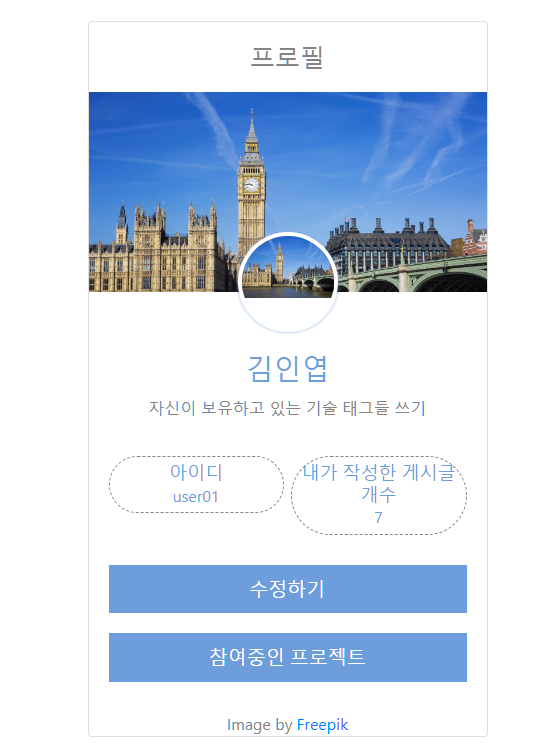 프로필
김인엽
자신이 보유하고 있는 기술 태그들 쓰기
아이디
user01
내가 작성한 게시글
개수
7
수정하기
참여중인 프로젝트
Image by Freepik